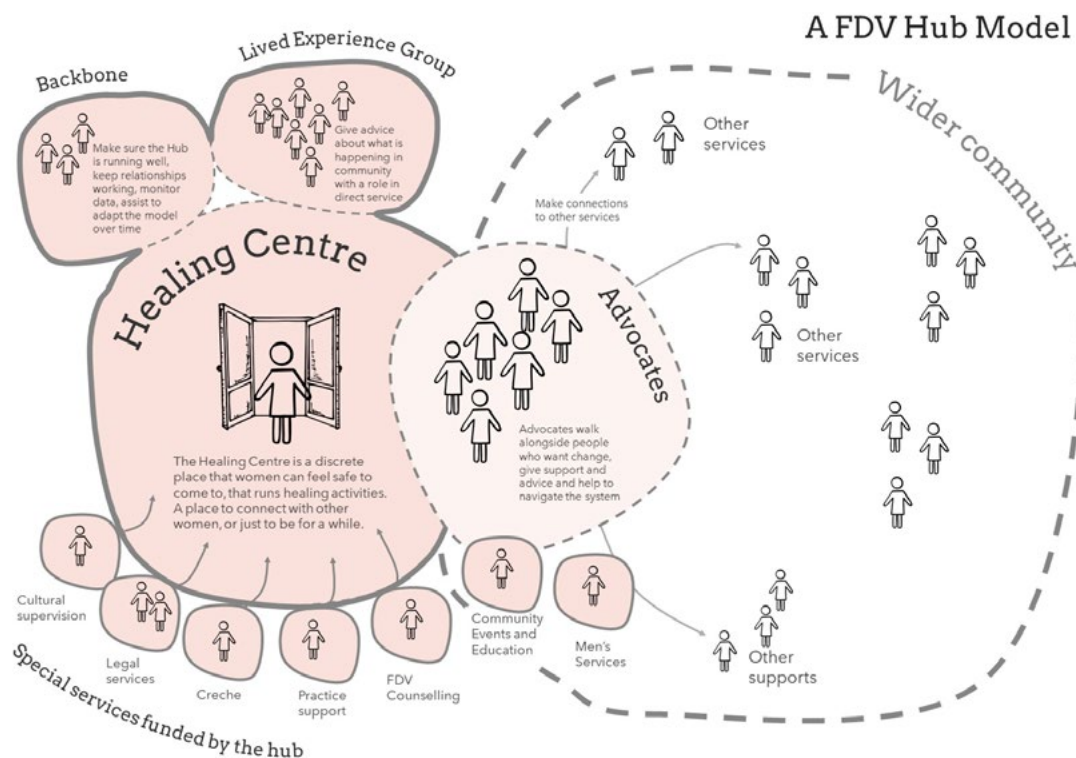 A FDV Hub Model
Backbone
Make sure the Hub
is running well,
keep relationships
working, monitor
data, assist to
adapt the model
over time
Lived Experience Group
Give advice
about what is
happening in
community
with a role in
direct service
Healing Centre
The Healing Centre is a discrete
place that women can feel safe to
come to, that runs healing activities.
A place to connect with other
women, or just to be for a while.
Advocates
Advocates walk
alongside people
who want change,
give support and
advice and help to
navigate the system
Make connections
to other services
Wider community
Other
services
Other
services
Other
supports
Cultural
supervision
Legal
services
Creche
Practice
support
FDV
Counselling
Community
Events and
Education
Men's
Services
Special services funded by the hub